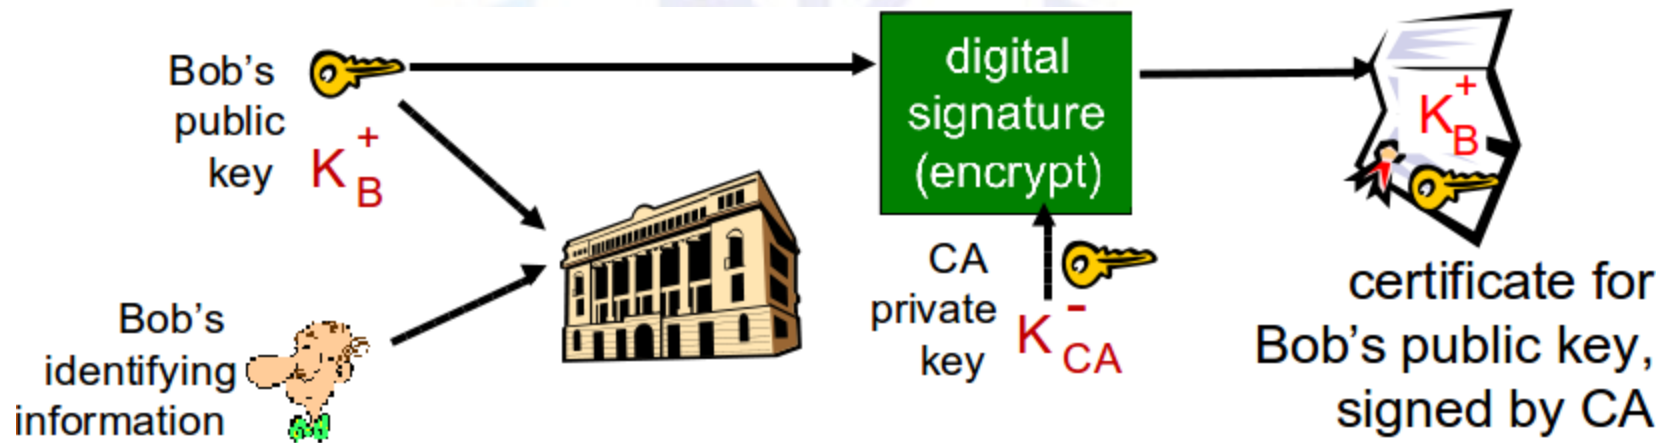 Bob's
public
key
K
+
B
Bob's
identifying
information
digital
signature
(encrypt)
CA
private
key
K
-
CA
K
+
B
certificate for
Bob's public key,
signed by CA